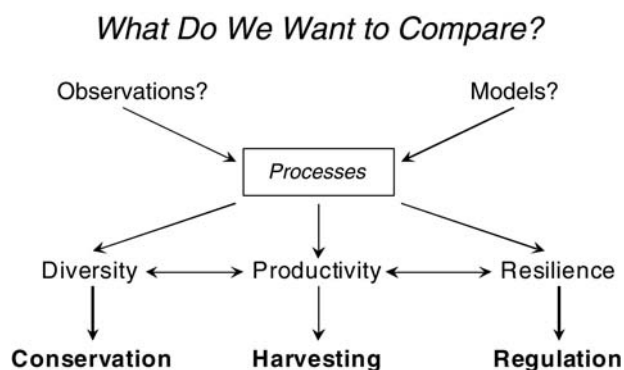 What Do We Want to Compare?
Observations? Models?
Processes
Diversity Productivity Resilience
Conservation Harvesting Regulation